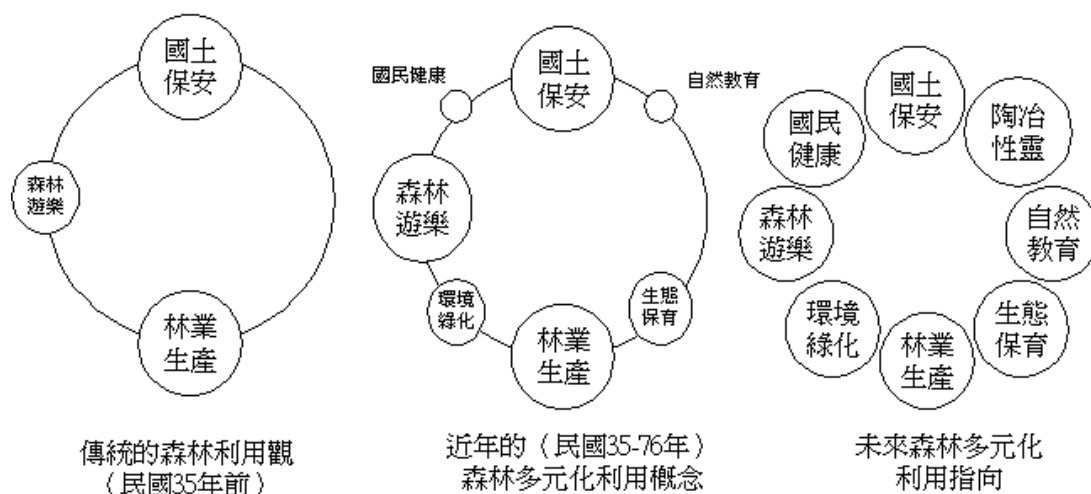 國土
保安
森林
遊樂
林業
生產
傳統的森林利用觀
（民國35年前）
國民健康
國土
保安
自然教育
森林
遊樂
環境
綠化
生態
保育
林業
生產
近年的（民國35-76年）
森林多元化利用概念
國土
保安
國民
健康
陶冶
性靈
森林
遊樂
自然
教育
環境
綠化
生態
保育
林業
生產
未來森林多元化
利用指向